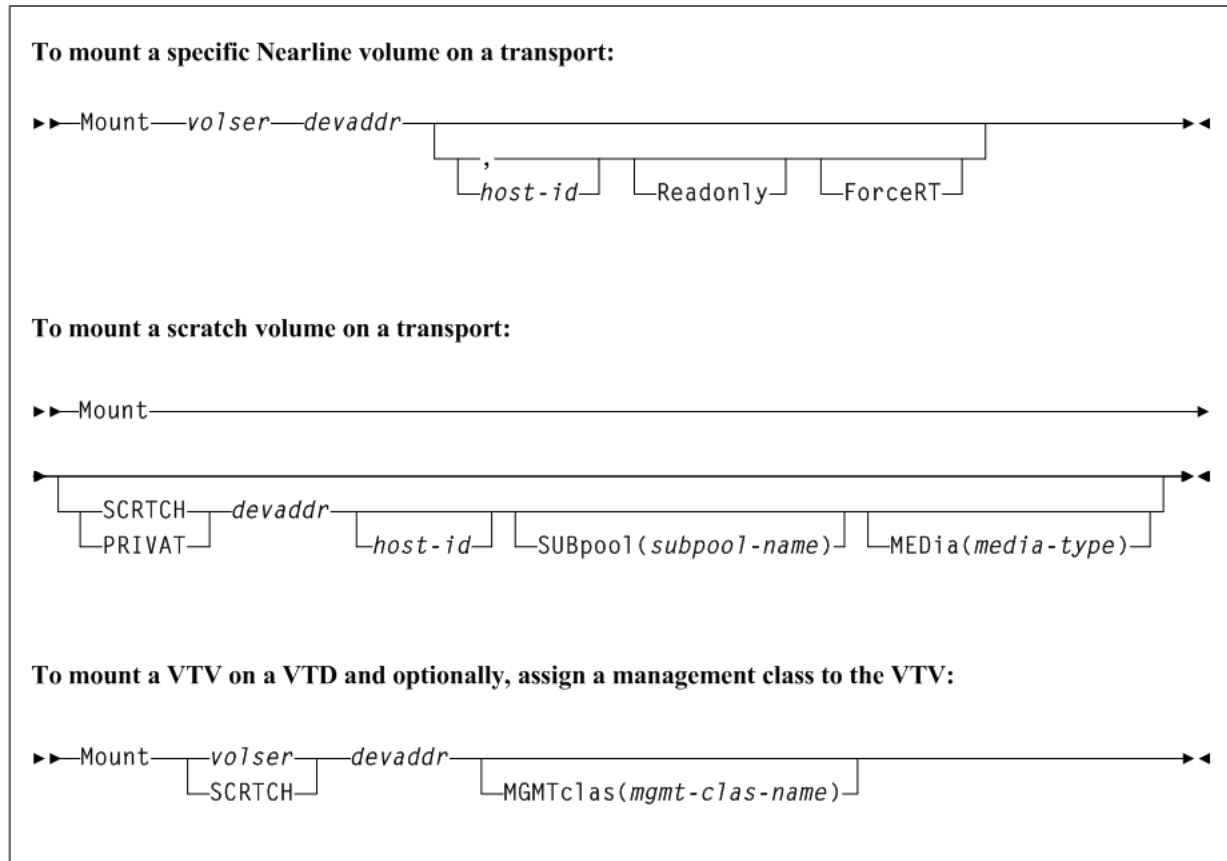 To mount a specific Nearline volume on a transport:
Mount volser devaddr
,
host-id Readonly ForceRT
To mount a scratch volume on a transport:
Mount
SCRTCH devaddr
PRIVAT host-id SUBpool(subpool-name) MEDia(media-type)
To mount a VTV on a VTD and optionally, assign a management class to the VTV:
Mount volser devaddr
SCRTCH MGMTclas(mgmt-clas-name)